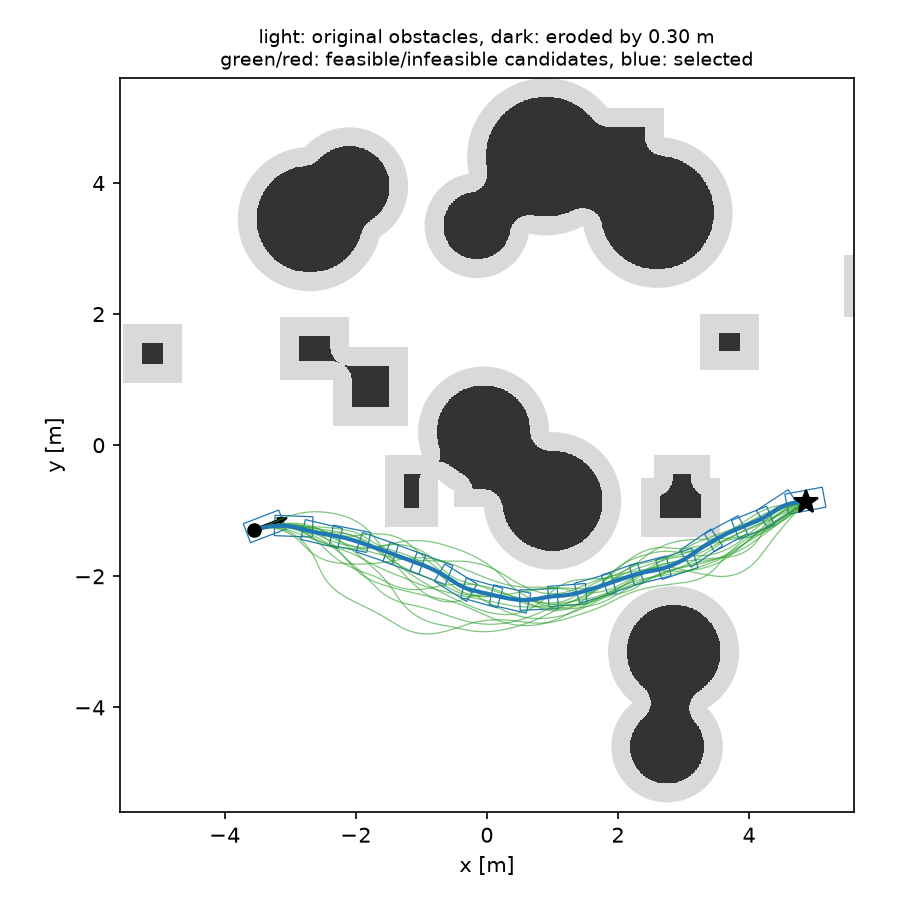 light: original obstacles, dark: eroded by 0.30 m
green/red: feasible/infeasible candidates, blue: selected
4
2
0
−2
−4
y [m]
−4 −2 0 2 4
x [m]